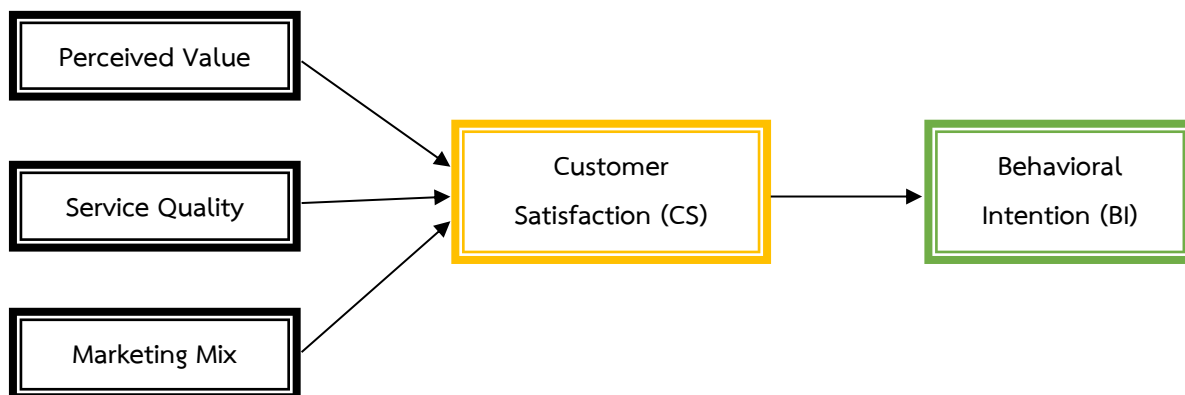 Perceived Value
Service Quality
Marketing Mix
Customer
Satisfaction (CS)
Behavioral
Intention (BI)